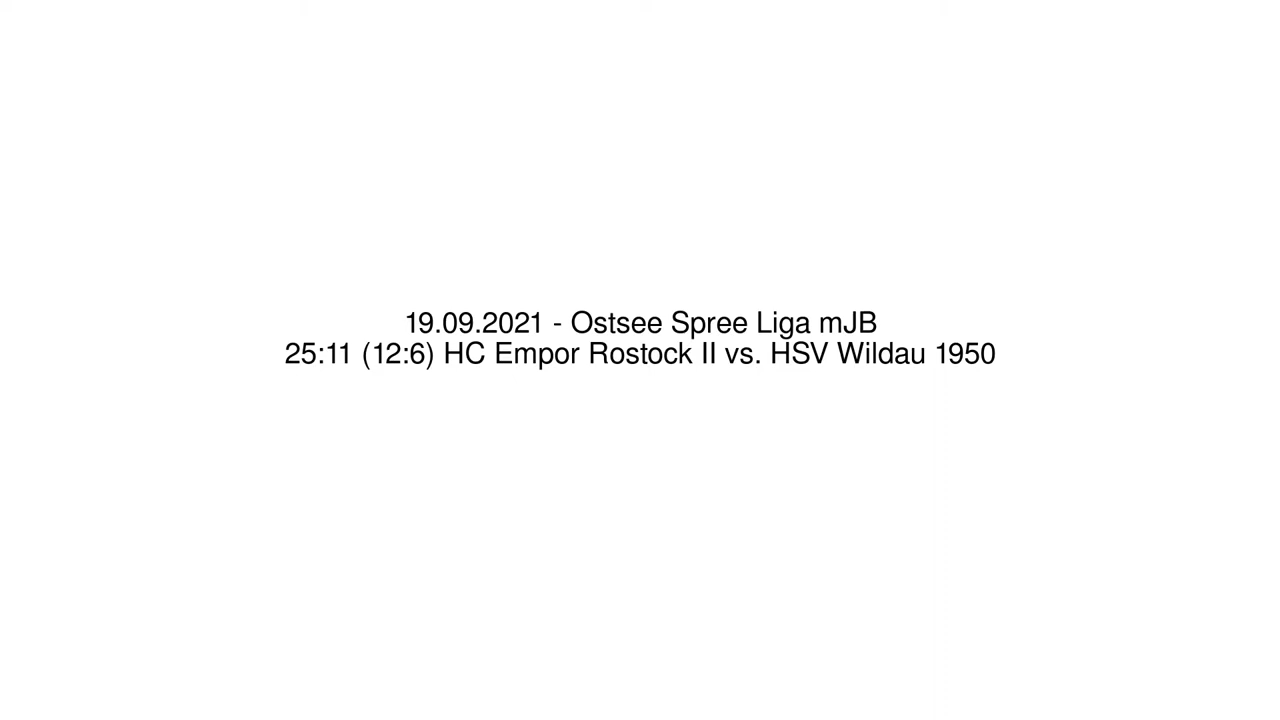 19.09.2021 - Ostsee Spree Liga mJB
25:11 (12:6) HC Empor Rostock II vs. HSV Wildau 1950